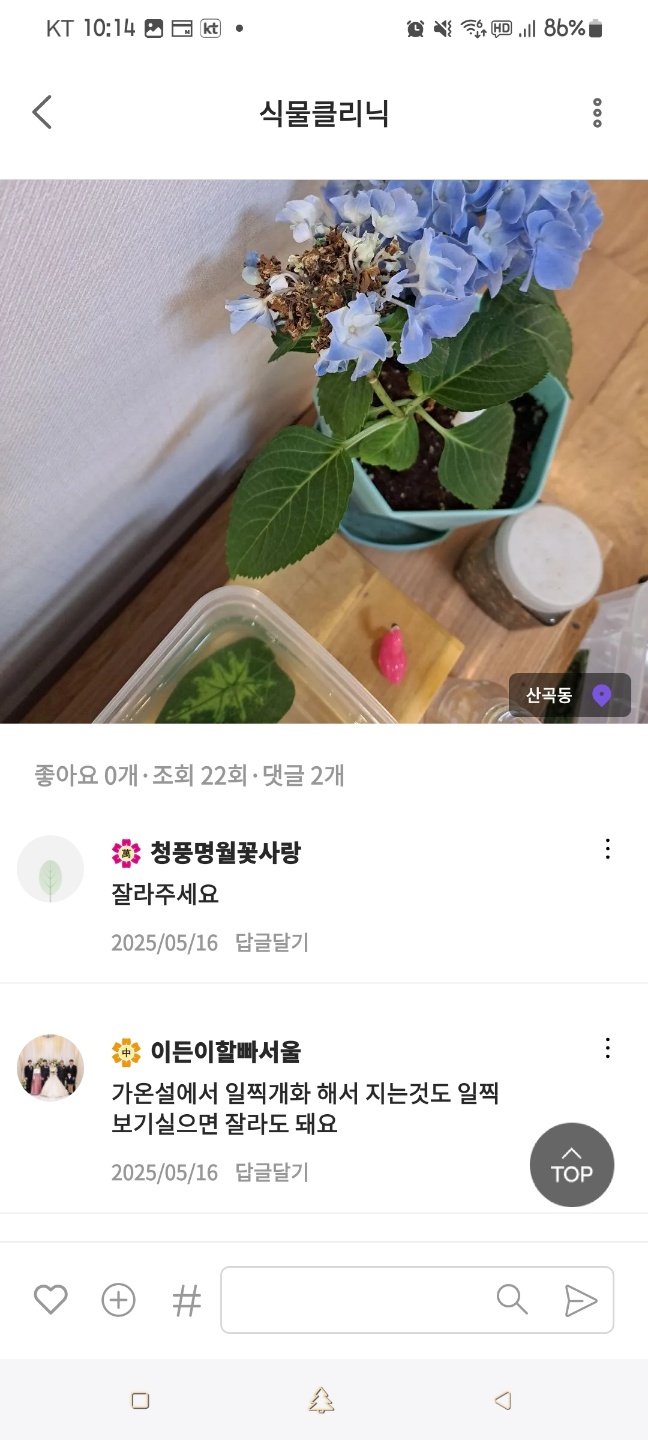 KT 10:14 kt HD 86%
식물클리닉
산곡동
좋아요 0개·조회 22회·댓글 2개
萬 청풍명월꽃사랑
잘라주세요
2025/05/16 답글달기
中 이든이할빠서울
가온설에서 일찍개화 해서 지는것도 일찍
보기실으면 잘라도 돼요
2025/05/16 답글달기
TOP
#